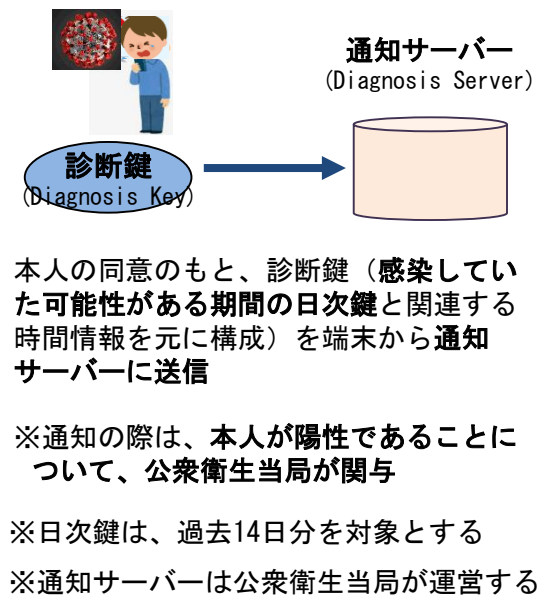 通知サーバー
(Diagnosis Server)
診断鍵
(Diagnosis Key)
本人の同意のもと、診断鍵（感染してい
た可能性がある期間の日次鍵と関連する
時間情報を元に構成）を端末から通知
サーバーに送信
※通知の際は、本人が陽性であることに
ついて、公衆衛生当局が関与
※日次鍵は、過去14日分を対象とする
※通知サーバーは公衆衛生当局が運営する